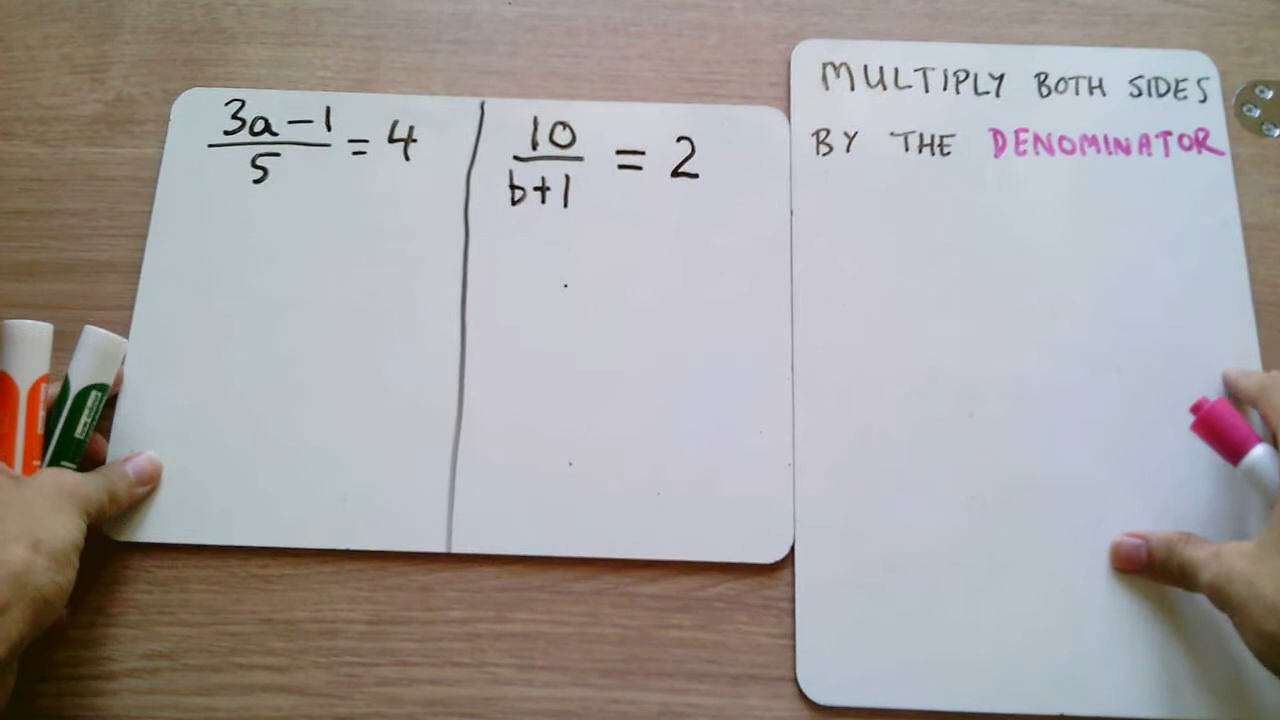 3a-1
5
= 4
10
b+1
= 2
MULTIPLY BOTH SIDES
BY THE DENOMINATOR